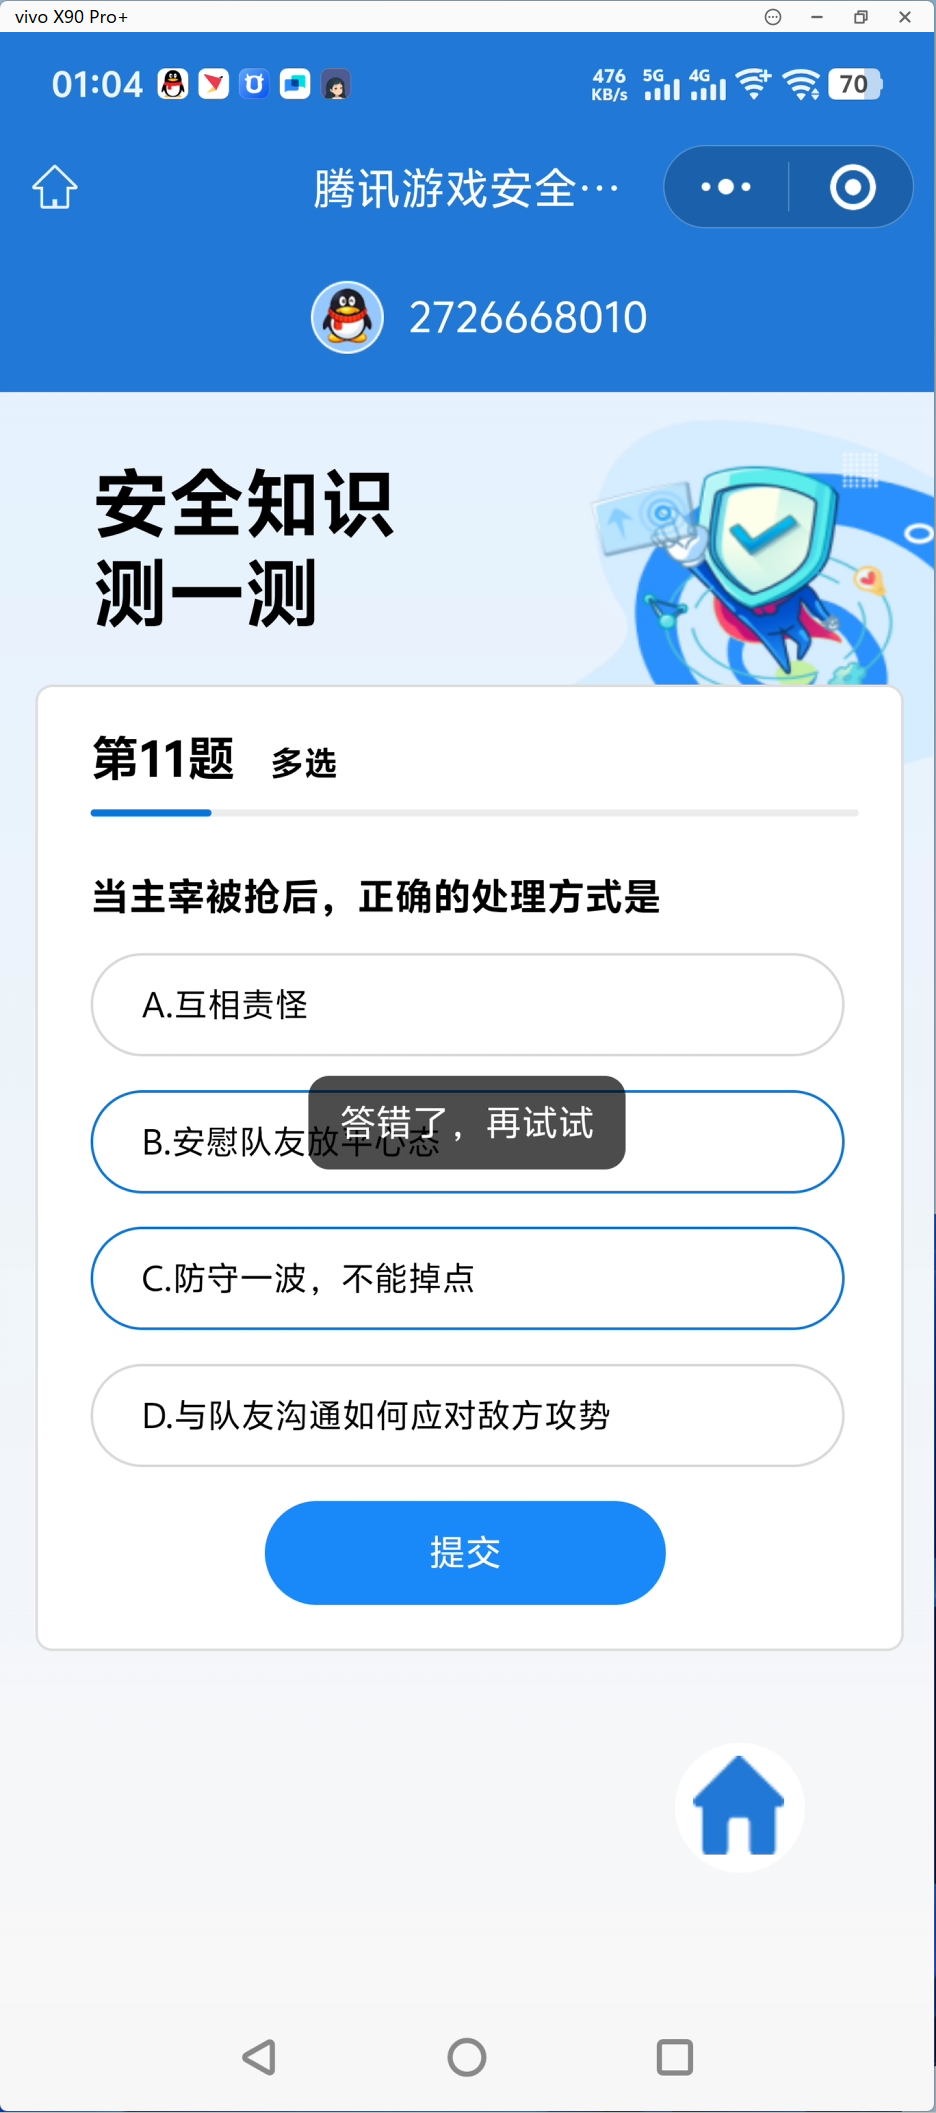 vivo X90 Pro+
01:04
476 KB/s 5G 4G 70
腾讯游戏安全…
2726668010
安全知识
测一测
第11题 多选
当主宰被抢后，正确的处理方式是
A.互相责怪
答错了，再试试
B.安慰队友放平心态
C.防守一波，不能掉点
D.与队友沟通如何应对敌方攻势
提交